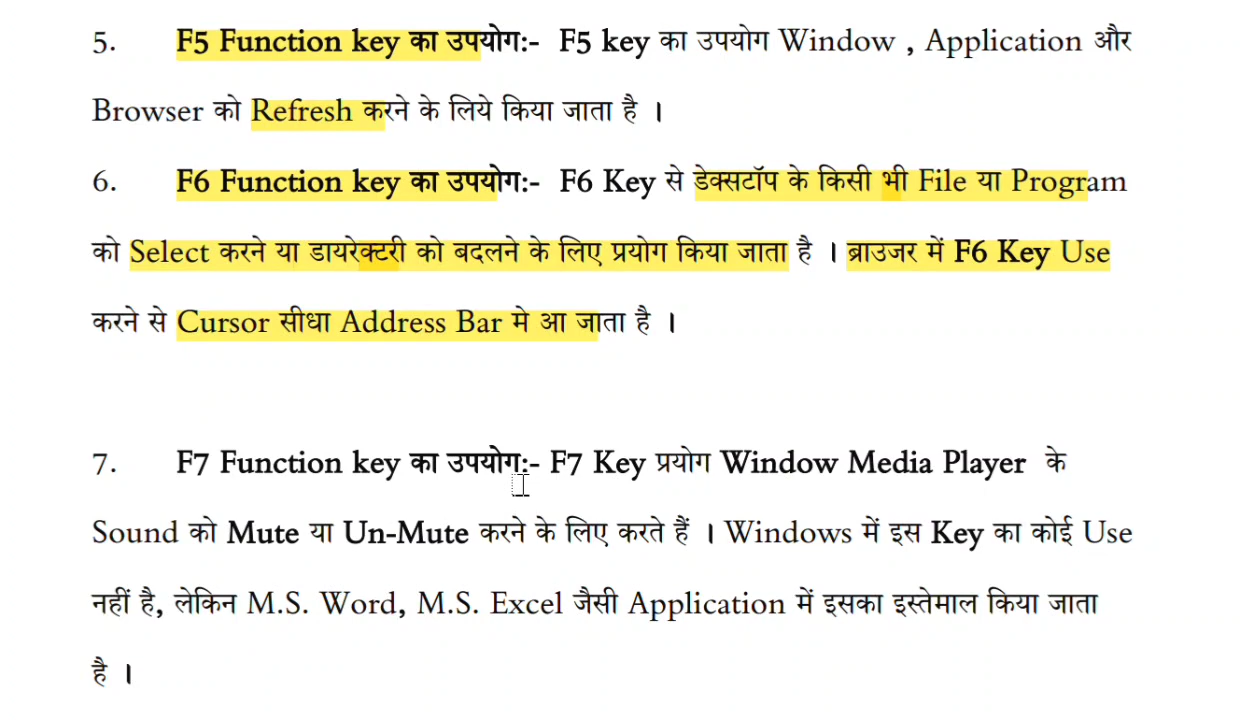 5. F5 Function key का उपयोग:- F5 key का उपयोग Window , Application और
Browser को Refresh करने के लिये किया जाता है ।
6. F6 Function key का उपयोग:- F6 Key से डेक्सटॉप के किसी भी File या Program
को Select करने या डायरेक्टरी को बदलने के लिए प्रयोग किया जाता है । ब्राउजर में F6 Key Use
करने से Cursor सीधा Address Bar मे आ जाता है ।
7. F7 Function key का उपयोग:- F7 Key प्रयोग Window Media Player के
Sound को Mute या Un-Mute करने के लिए करते हैं । Windows में इस Key का कोई Use
नहीं है, लेकिन M.S. Word, M.S. Excel जैसी Application में इसका इस्तेमाल किया जाता
है ।